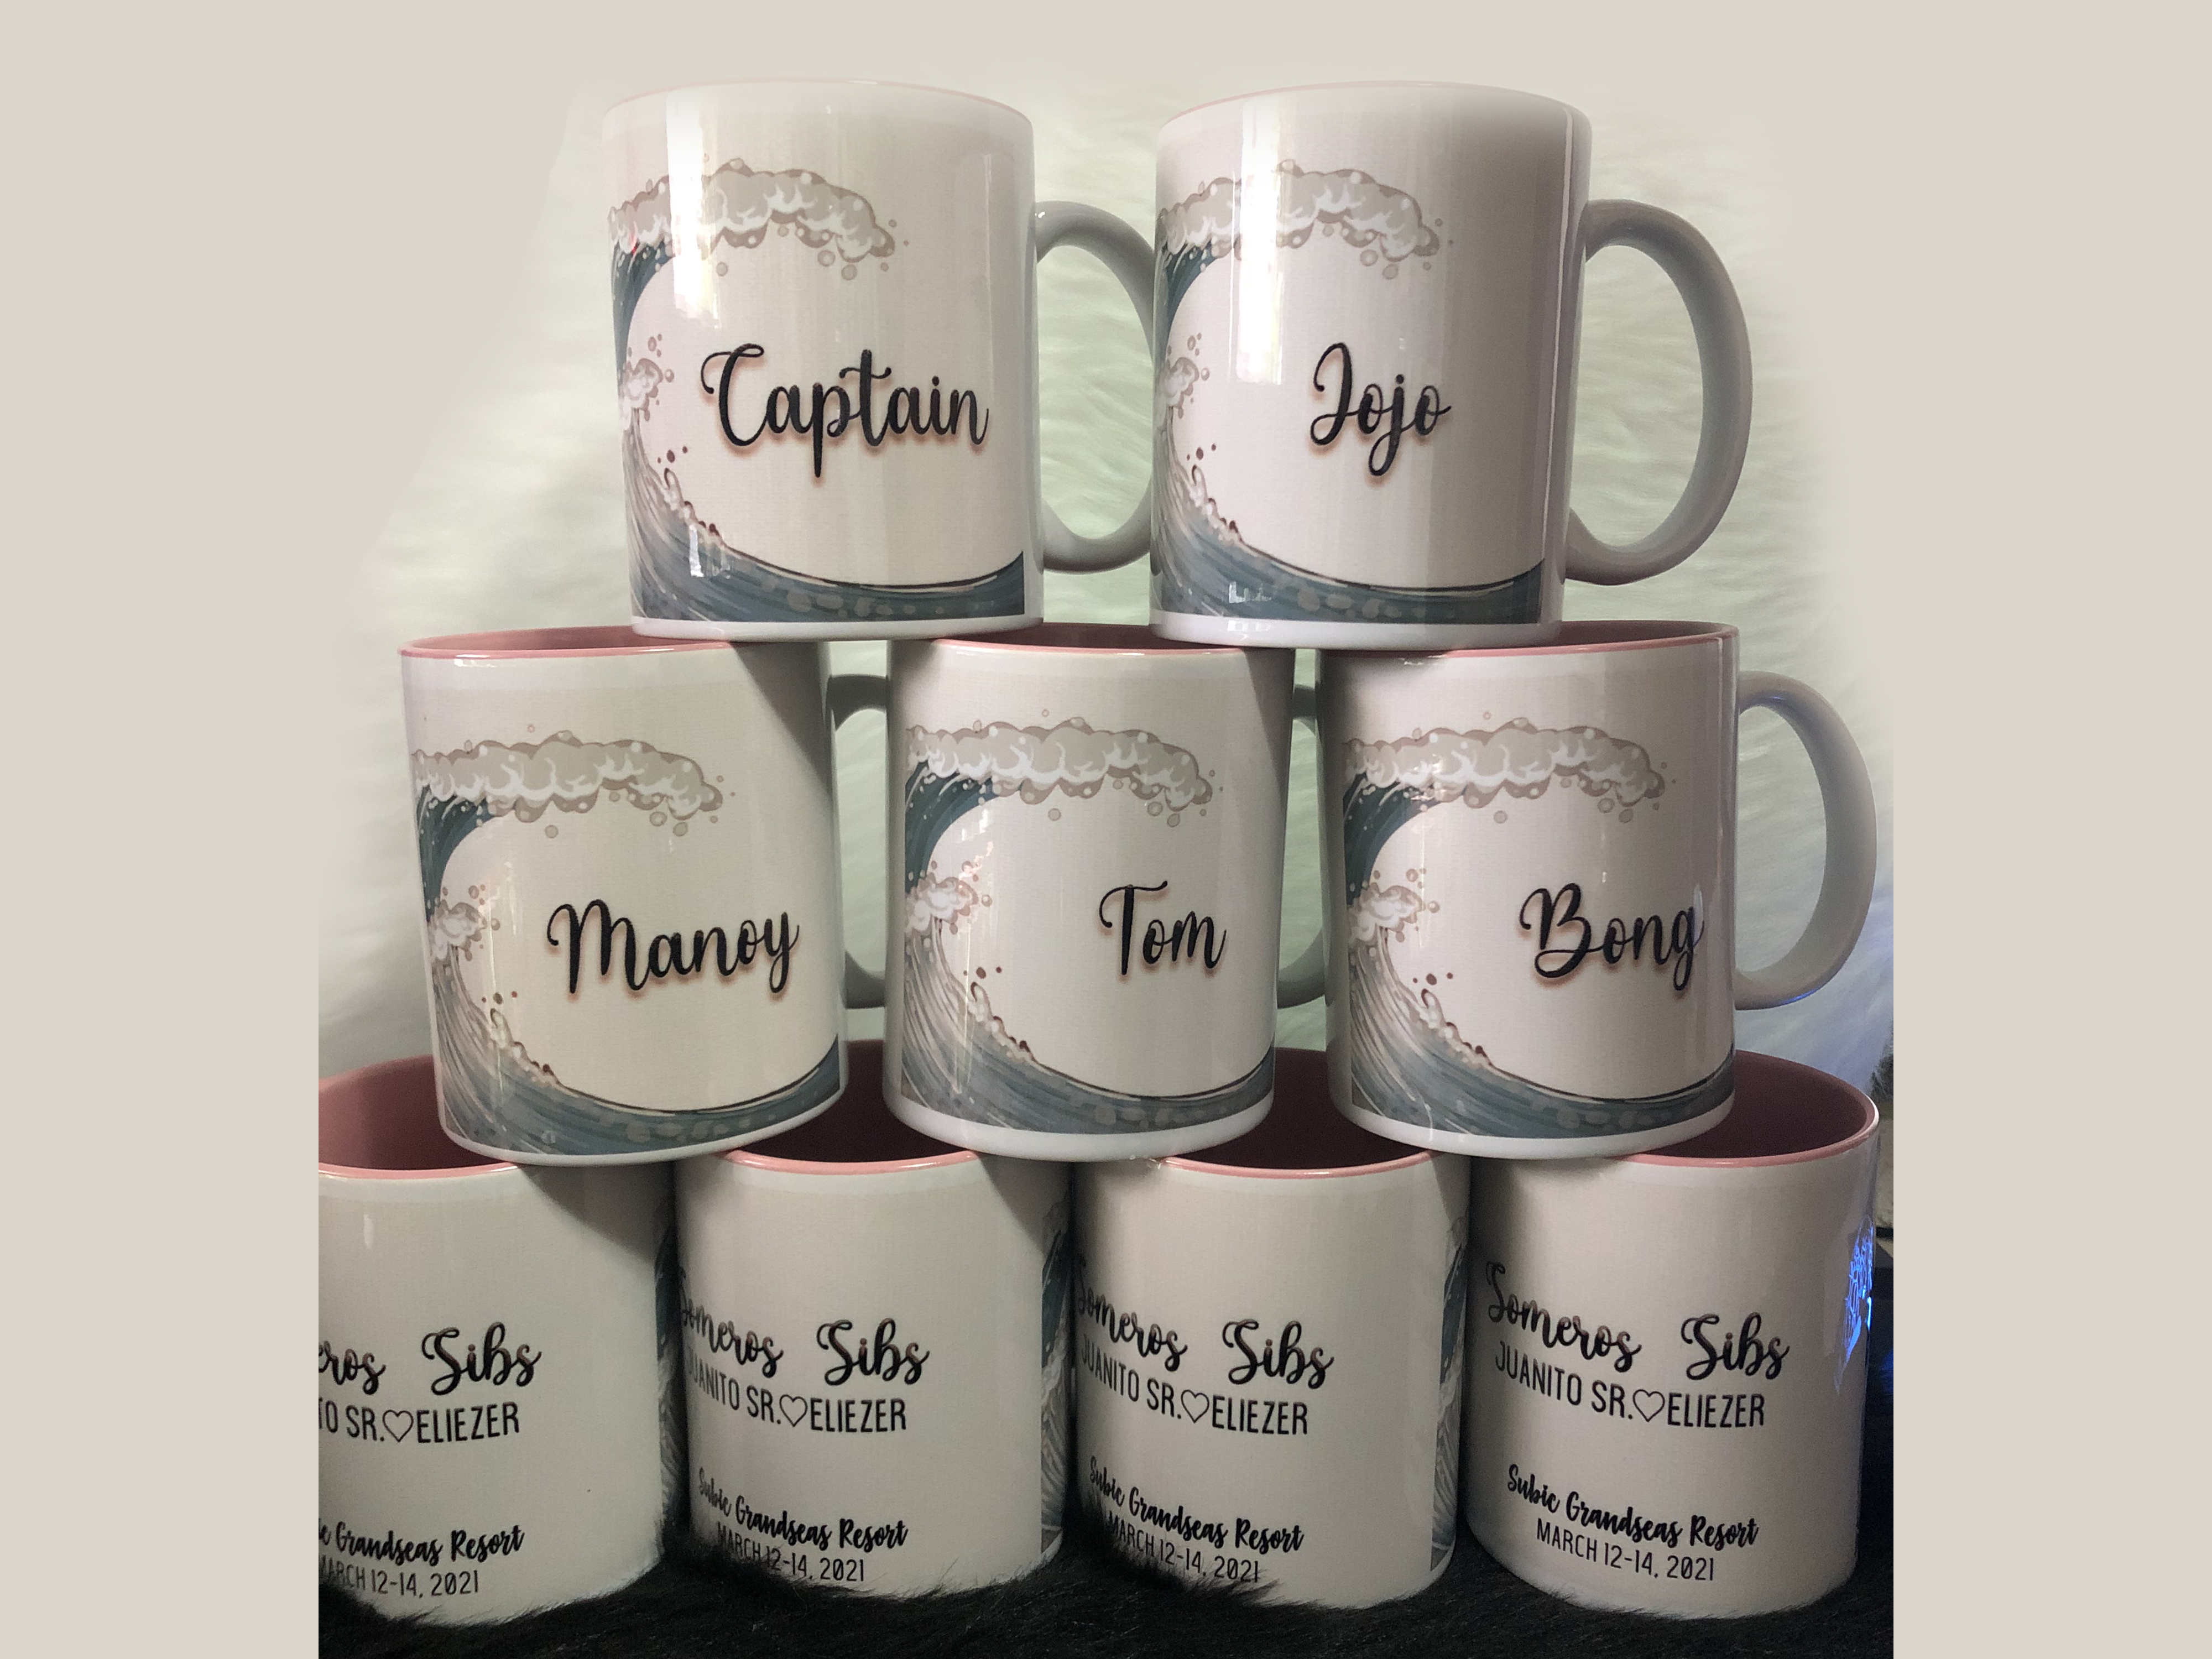 Captain
Jojo
Manoy
Tom
Bong
eros Sibs
TO SR.♡ELIEZER
c Grandseas Resort
MARCH 12-14, 2021
Someros Sibs
JUANITO SR.♡ELIEZER
Subic Grandseas Resort
MARCH 12-14, 2021
Someros Sibs
JUANITO SR.♡ELIEZER
Subic Grandseas Resort
MARCH 12-14, 2021
Someros Sibs
JUANITO SR.♡ELIEZER
Subic Grandseas Resort
MARCH 12-14, 2021